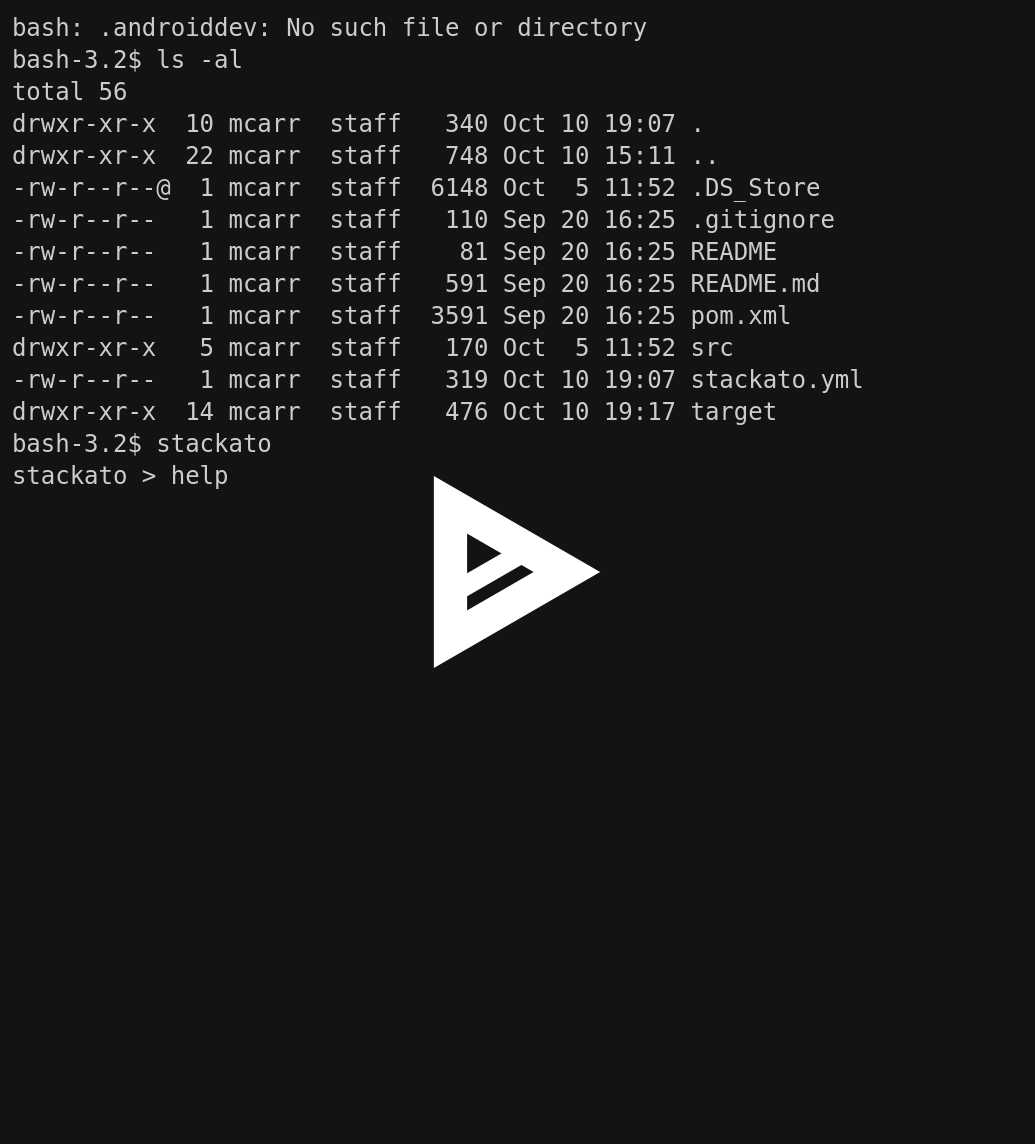 bash: .androiddev: No such file or directory
bash-3.2$ ls -al
total 56
drwxr-xr-x  10 mcarr  staff   340 Oct 10 19:07 .
drwxr-xr-x  22 mcarr  staff   748 Oct 10 15:11 ..
-rw-r--r--@  1 mcarr  staff  6148 Oct  5 11:52 .DS_Store
-rw-r--r--   1 mcarr  staff   110 Sep 20 16:25 .gitignore
-rw-r--r--   1 mcarr  staff    81 Sep 20 16:25 README
-rw-r--r--   1 mcarr  staff   591 Sep 20 16:25 README.md
-rw-r--r--   1 mcarr  staff  3591 Sep 20 16:25 pom.xml
drwxr-xr-x   5 mcarr  staff   170 Oct  5 11:52 src
-rw-r--r--   1 mcarr  staff   319 Oct 10 19:07 stackato.yml
drwxr-xr-x  14 mcarr  staff   476 Oct 10 19:17 target
bash-3.2$ stackato
stackato > help